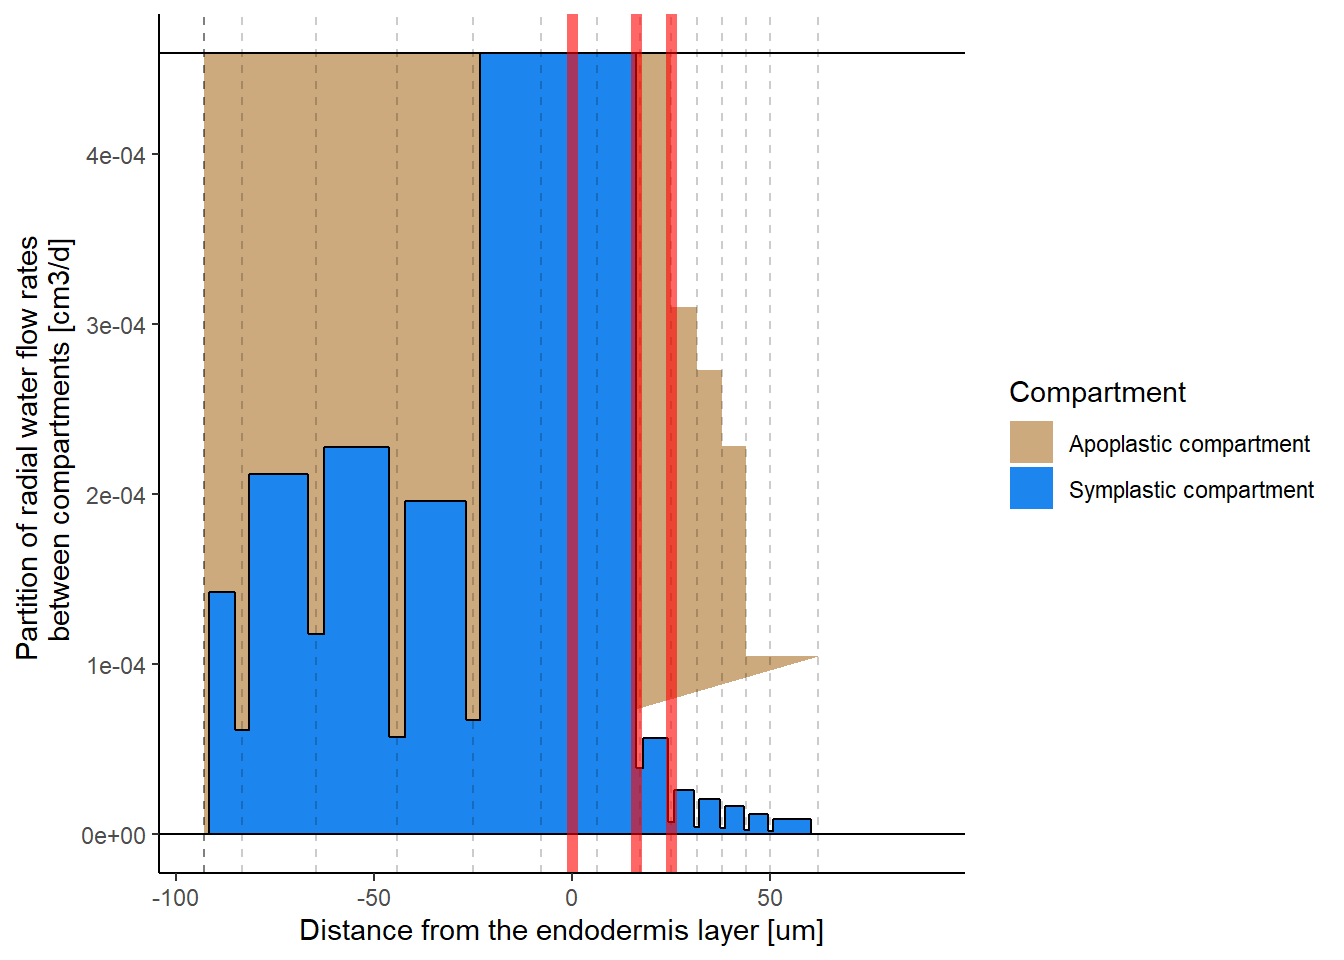 Partition of radial water flow rates
between compartments [cm3/d]
4e-04
3e-04
2e-04
1e-04
0e+00
-100
-50
0
50
Distance from the endodermis layer [um]
Compartment
Apoplastic compartment
Symplastic compartment